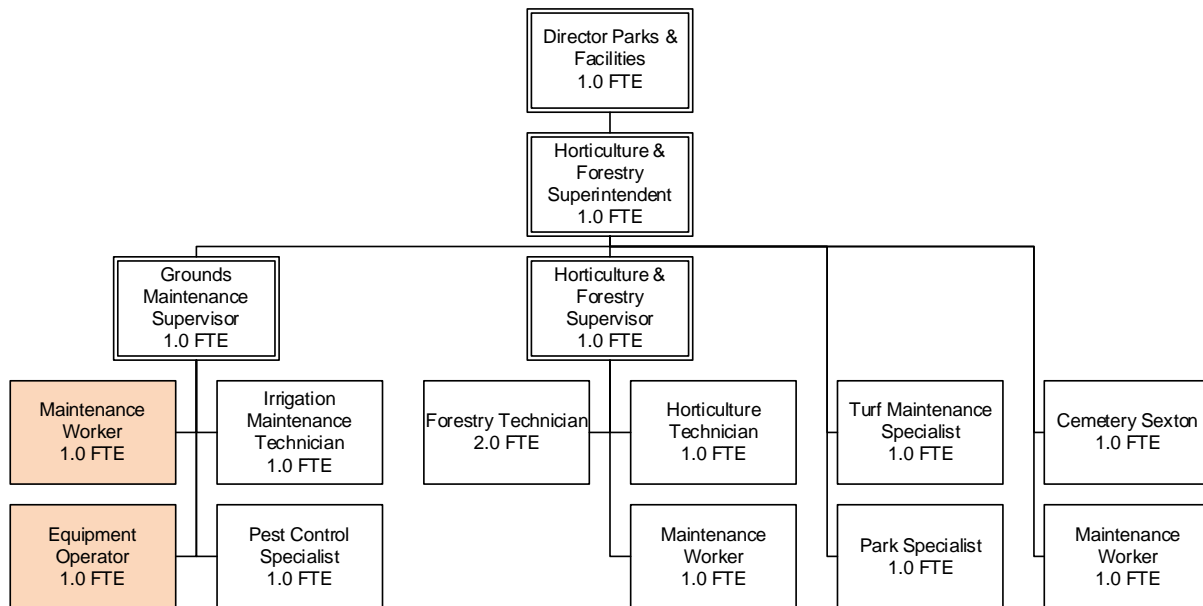 Director Parks &
Facilities
1.0 FTE
Horticulture &
Forestry
Superintendent
1.0 FTE
Grounds
Maintenance
Supervisor
1.0 FTE
Horticulture &
Forestry
Supervisor
1.0 FTE
Maintenance
Worker
1.0 FTE
Irrigation
Maintenance
Technician
1.0 FTE
Forestry Technician
2.0 FTE
Horticulture
Technician
1.0 FTE
Turf Maintenance
Specialist
1.0 FTE
Cemetery Sexton
1.0 FTE
Equipment
Operator
1.0 FTE
Pest Control
Specialist
1.0 FTE
Maintenance
Worker
1.0 FTE
Park Specialist
1.0 FTE
Maintenance
Worker
1.0 FTE